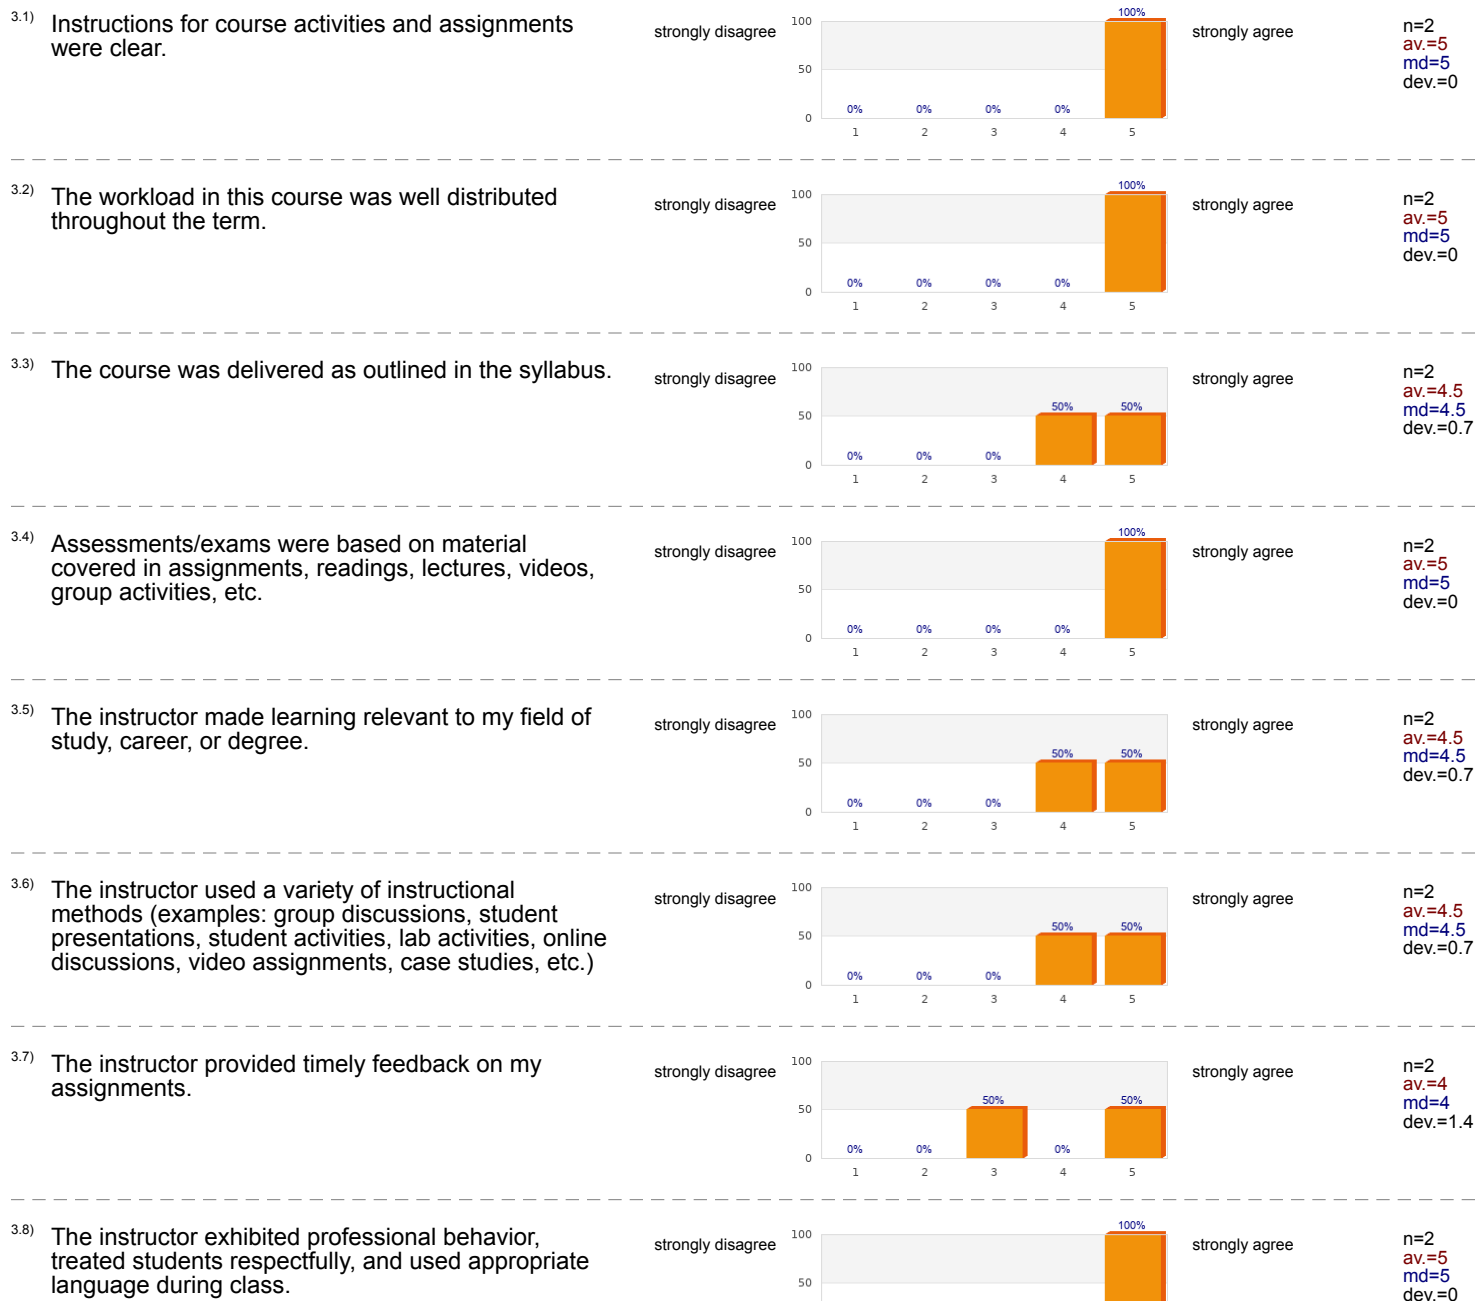 3.1) Instructions for course activities and assignments
were clear.
strongly disagree
strongly agree
100
50
0
100%
0% 0% 0% 0%
1 2 3 4 5
n=2
av.=5
md=5
dev.=0
3.2) The workload in this course was well distributed
throughout the term.
strongly disagree
strongly agree
100
50
0
100%
0% 0% 0% 0%
1 2 3 4 5
n=2
av.=5
md=5
dev.=0
3.3) The course was delivered as outlined in the syllabus.
strongly disagree
strongly agree
100
50
0
50% 50%
0% 0% 0%
1 2 3 4 5
n=2
av.=4.5
md=4.5
dev.=0.7
3.4) Assessments/exams were based on material
covered in assignments, readings, lectures, videos,
group activities, etc.
strongly disagree
strongly agree
100
50
0
100%
0% 0% 0% 0%
1 2 3 4 5
n=2
av.=5
md=5
dev.=0
3.5) The instructor made learning relevant to my field of
study, career, or degree.
strongly disagree
strongly agree
100
50
0
50% 50%
0% 0% 0%
1 2 3 4 5
n=2
av.=4.5
md=4.5
dev.=0.7
3.6) The instructor used a variety of instructional
methods (examples: group discussions, student
presentations, student activities, lab activities, online
discussions, video assignments, case studies, etc.)
strongly disagree
strongly agree
100
50
0
50% 50%
0% 0% 0%
1 2 3 4 5
n=2
av.=4.5
md=4.5
dev.=0.7
3.7) The instructor provided timely feedback on my
assignments.
strongly disagree
strongly agree
100
50
0
50% 50%
0% 0% 0%
1 2 3 4 5
n=2
av.=4
md=4
dev.=1.4
3.8) The instructor exhibited professional behavior,
treated students respectfully, and used appropriate
language during class.
strongly disagree
strongly agree
100
50
100%
n=2
av.=5
md=5
dev.=0